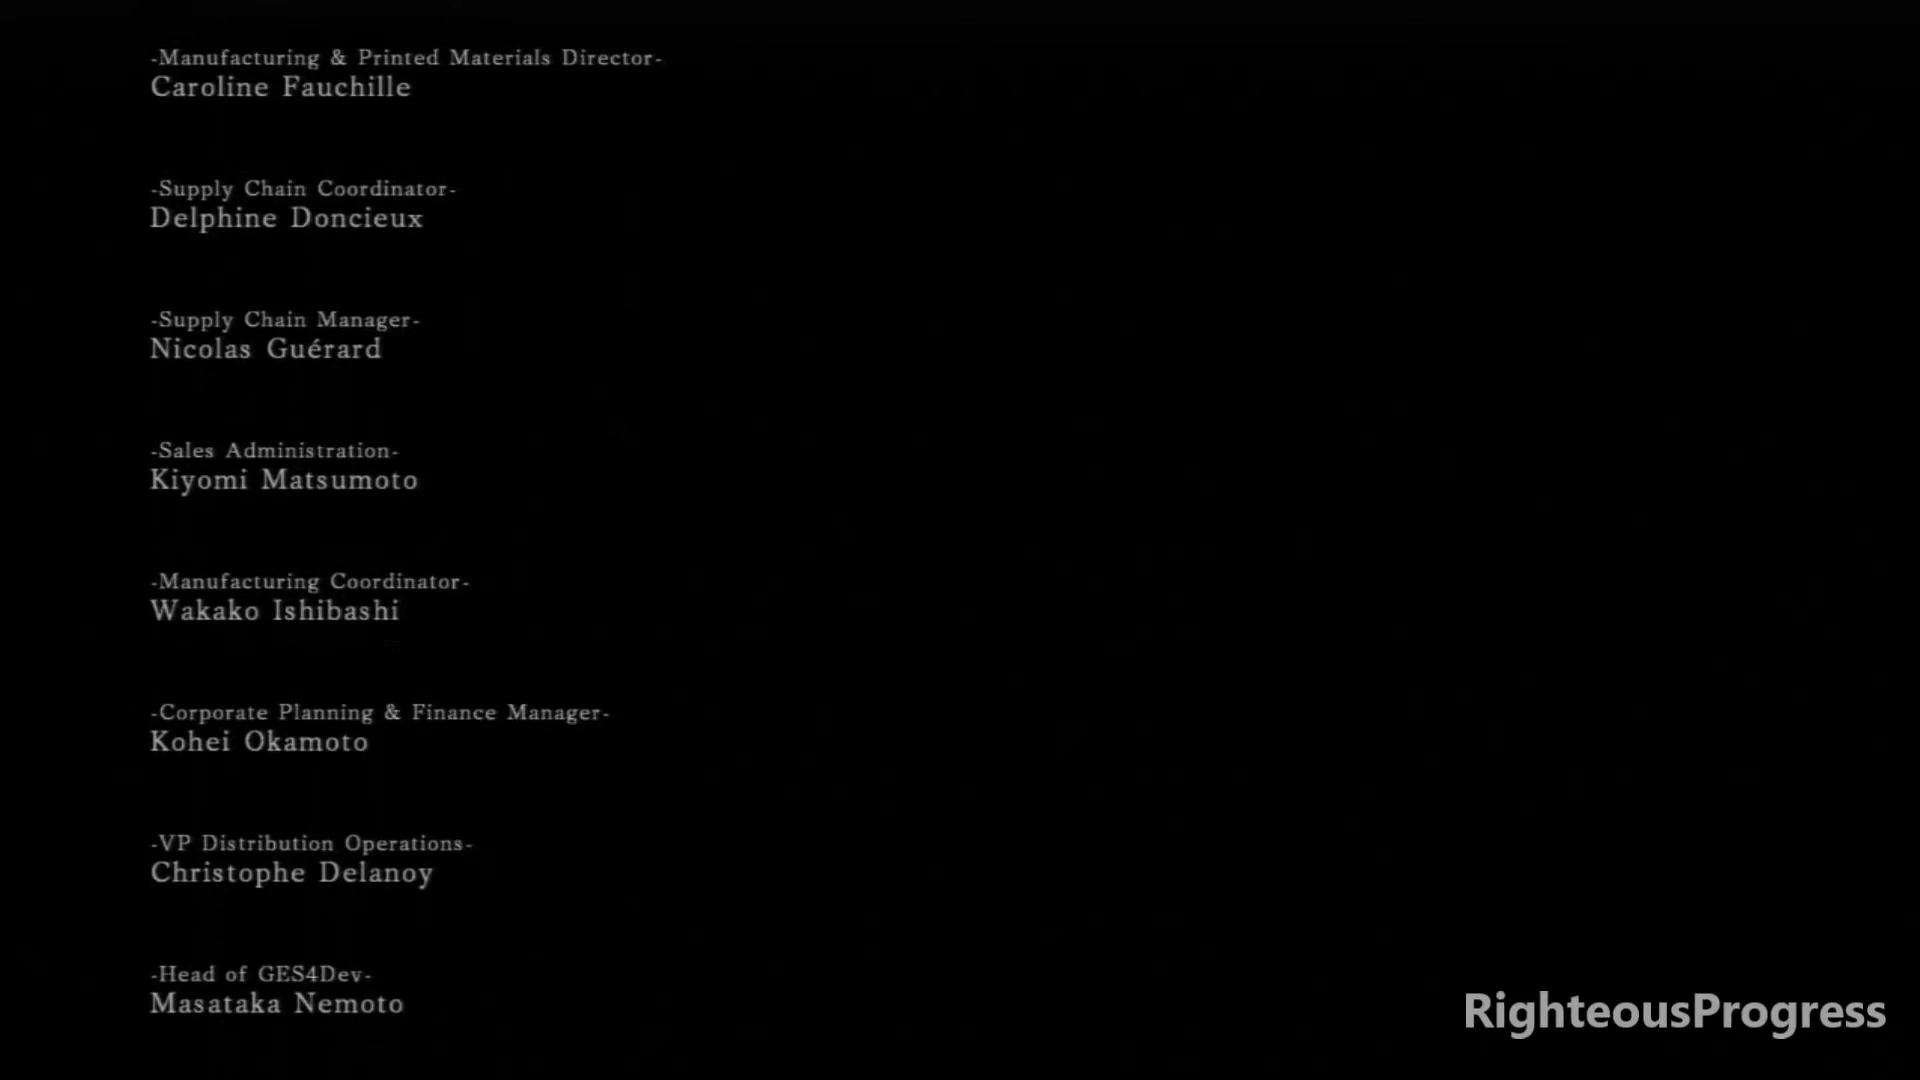 -Manufacturing & Printed Materials Director-
Caroline Fauchille
-Supply Chain Coordinator-
Delphine Doncieux
-Supply Chain Manager-
Nicolas Guérard
-Sales Administration-
Kiyomi Matsumoto
-Manufacturing Coordinator-
Wakako Ishibashi
-Corporate Planning & Finance Manager-
Kohei Okamoto
-VP Distribution Operations-
Christophe Delanoy
-Head of GES4Dev-
Masataka Nemoto
RighteousProgress